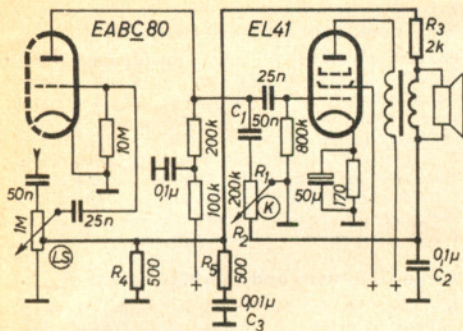 EABC80
EL41
R3
2k
10M
200k
25n
C1
50n
800k
0,1µ
100k
200k
R1
K
R2
50µ
170
50n
1M
25n
LS
R4
500
R5
500
0,01µ
C3
0,1µ
C2
+
+
+